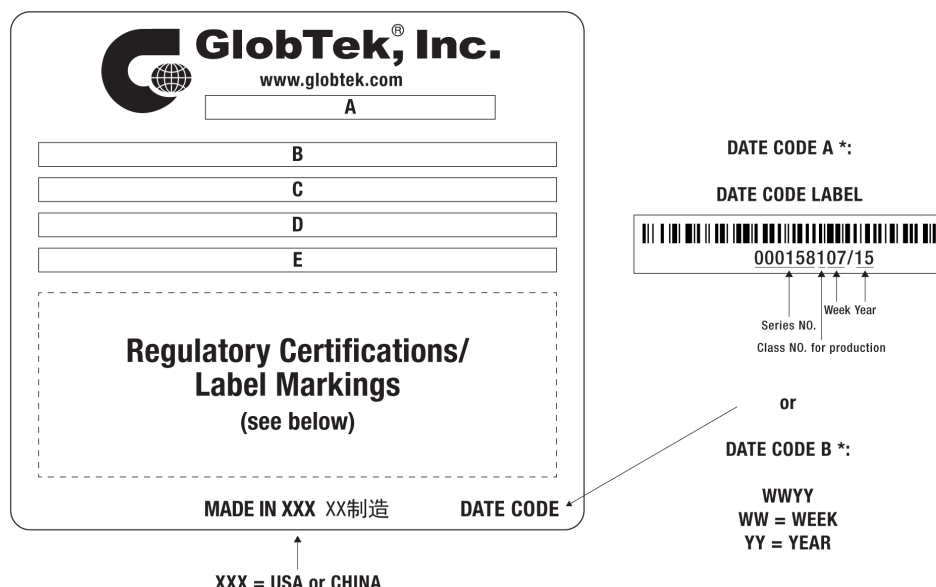 GlobTek,® Inc.
www.globtek.com
A
B
C
D
E
Regulatory Certifications/
Label Markings
(see below)
MADE IN XXX XX制造 DATE CODE
XXX = USA or CHINA
DATE CODE A *:
DATE CODE LABEL
000158107/15
Week Year
Series NO.
Class NO. for production
or
DATE CODE B *:
WWYY
WW = WEEK
YY = YEAR